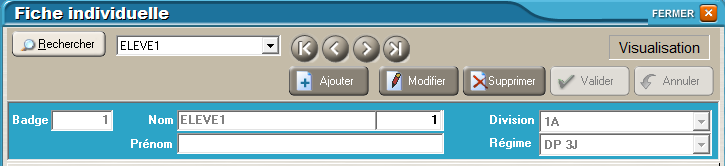 Fiche individuelle FERMER
Rechercher ELEVE1 Visualisation
Ajouter Modifier Supprimer Valider Annuler
Badge 1 Nom ELEVE1 1 Division 1A
Prénom Régime DP 3J